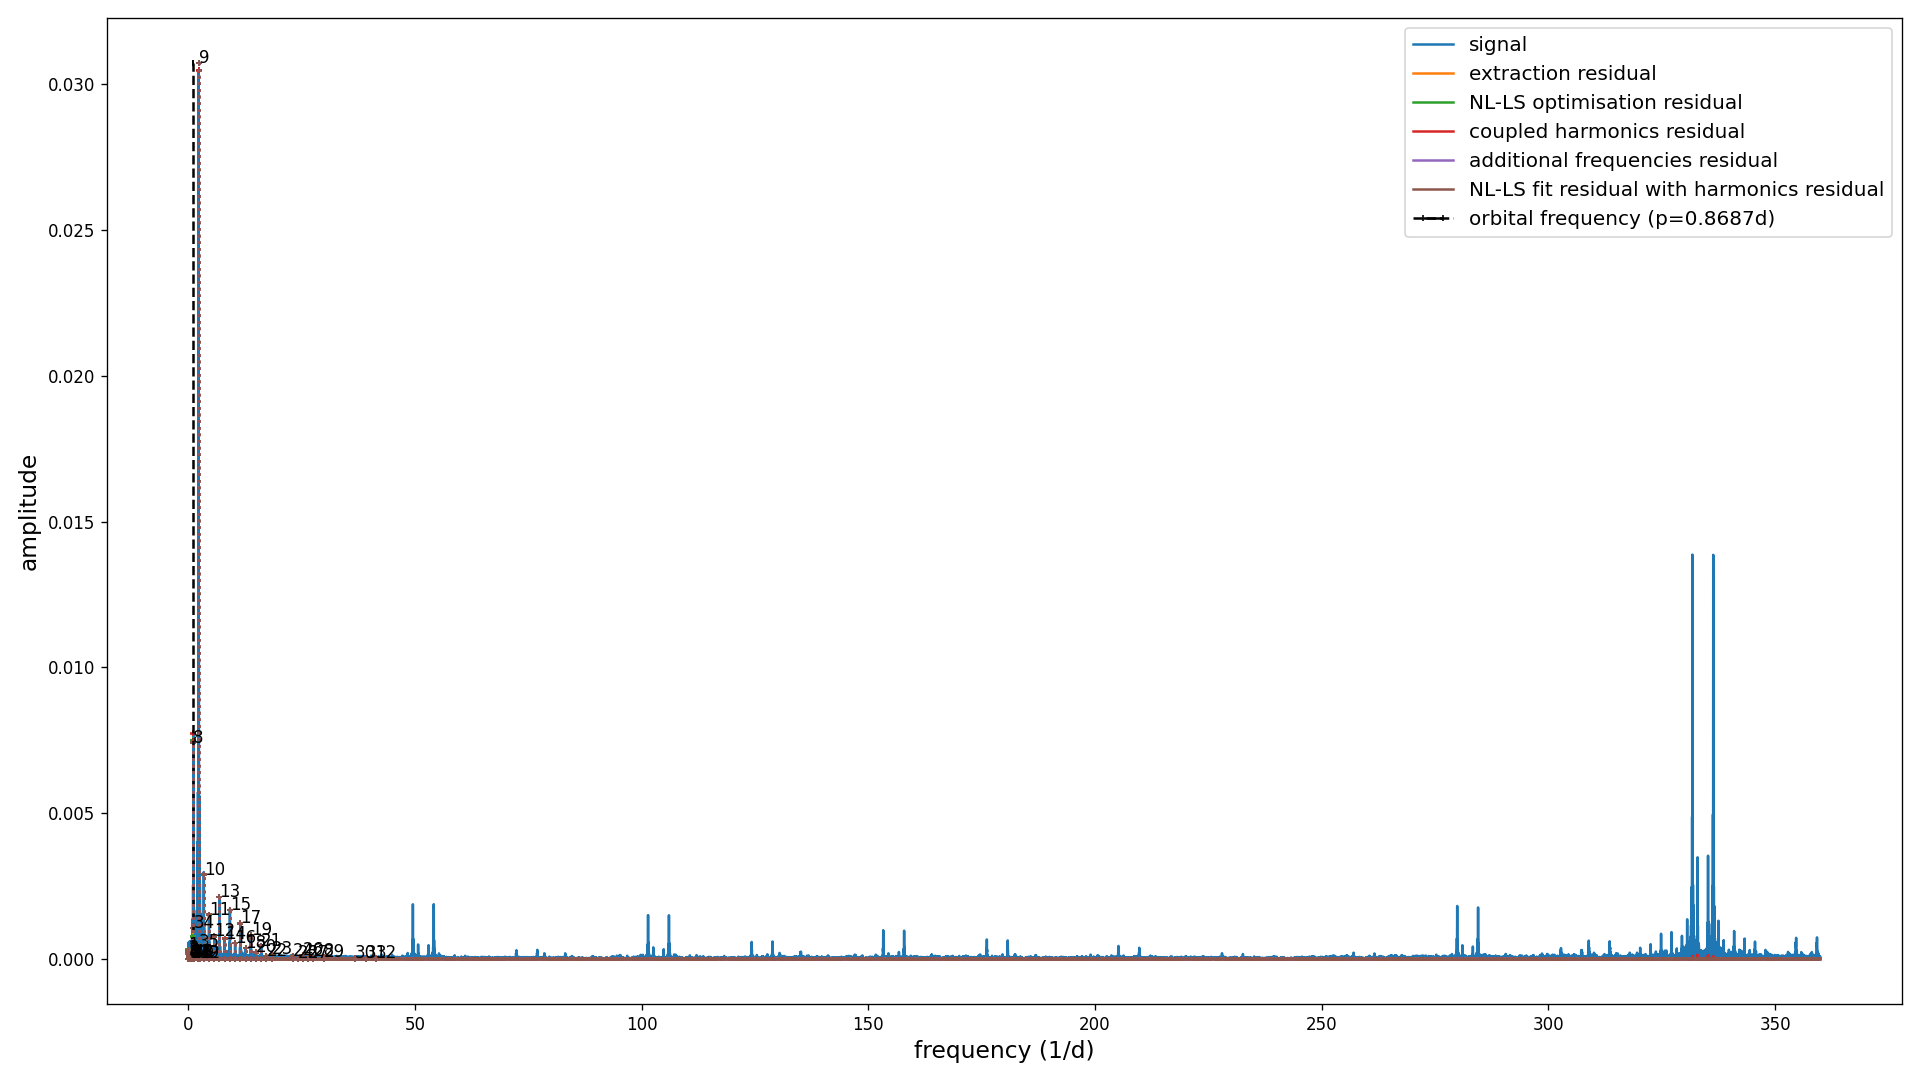 signal
extraction residual
NL-LS optimisation residual
coupled harmonics residual
additional frequencies residual
NL-LS fit residual with harmonics residual
orbital frequency (p=0.8687d)
amplitude
0.030
0.025
0.020
0.015
0.010
0.005
0.000
9
8
10
13
15
11
17
34
19
0
50
100
150
200
250
300
350
frequency (1/d)